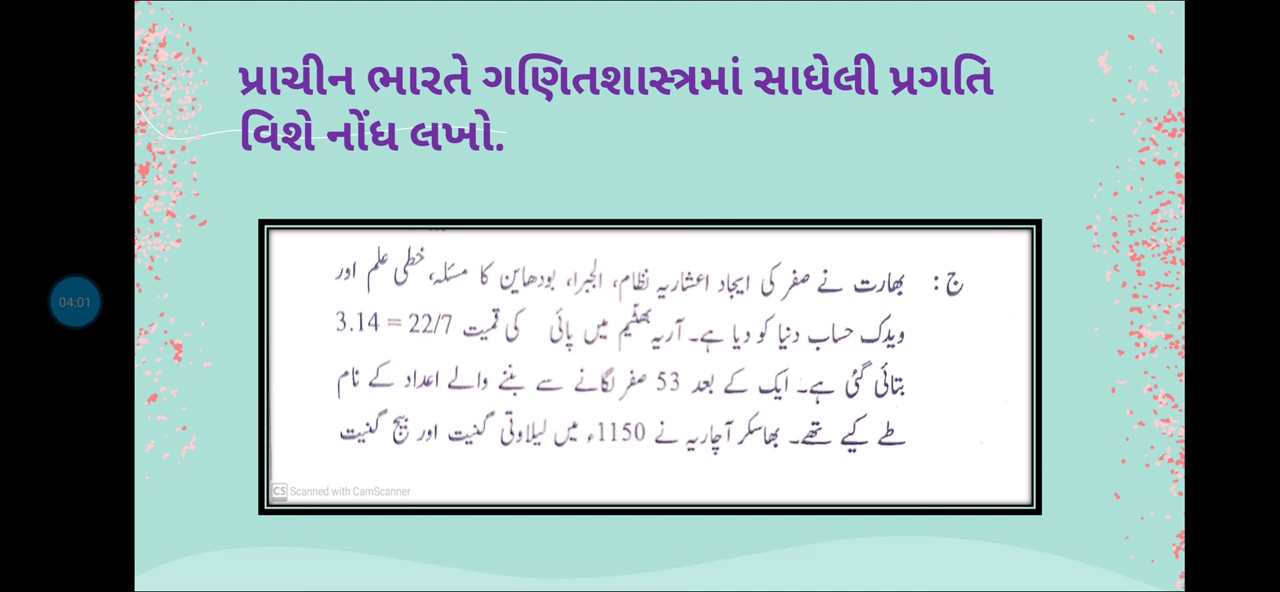 પ્રાચીન ભારતે ગણિતશાસ્ત્રમાં સાધેલી પ્રગતિ
વિશે નોંધ લખો.
ج : بھارت نے صفر کی ایجاد اعشاریہ نظام، الجبرا، بودھاین کا مسئلہ، خطی علم اور
ویدک حساب دنیا کو دیا ہے۔ آریہ بھٹیم میں پائی کی قمیت 22/7 = 3.14
بتائی گئی ہے۔ ایک کے بعد 53 صفر لگانے سے بننے والے اعداد کے نام
طے کیے تھے۔ بھاسکر آچاریہ نے 1150ء میں لیلاوتی گنیت اور بیج گنیت
CS Scanned with CamScanner
04:01